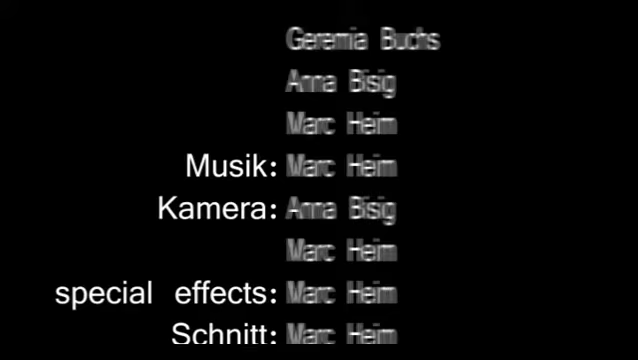 Geremia Buchs
Anna Bisig
Marc Heim
Musik: Marc Heim
Kamera: Anna Bisig
Marc Heim
special effects: Marc Heim
Schnitt: Marc Heim